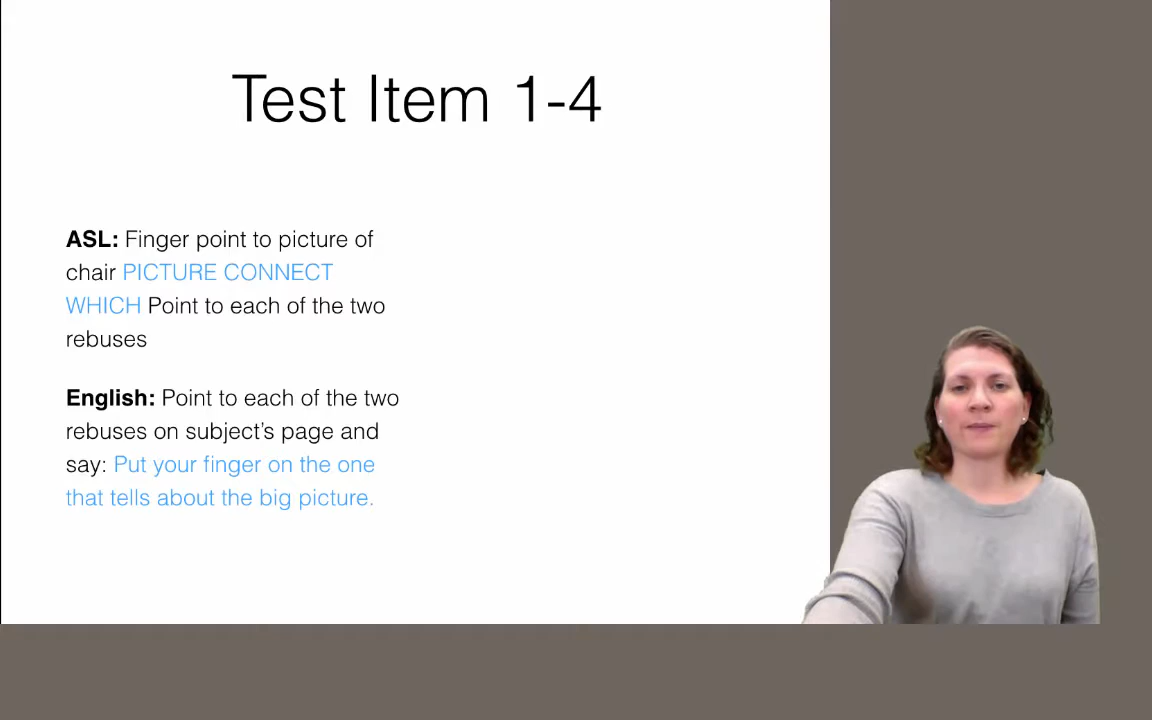 Test Item 1-4
ASL: Finger point to picture of
chair PICTURE CONNECT
WHICH Point to each of the two
rebuses
English: Point to each of the two
rebuses on subject’s page and
say: Put your finger on the one
that tells about the big picture.